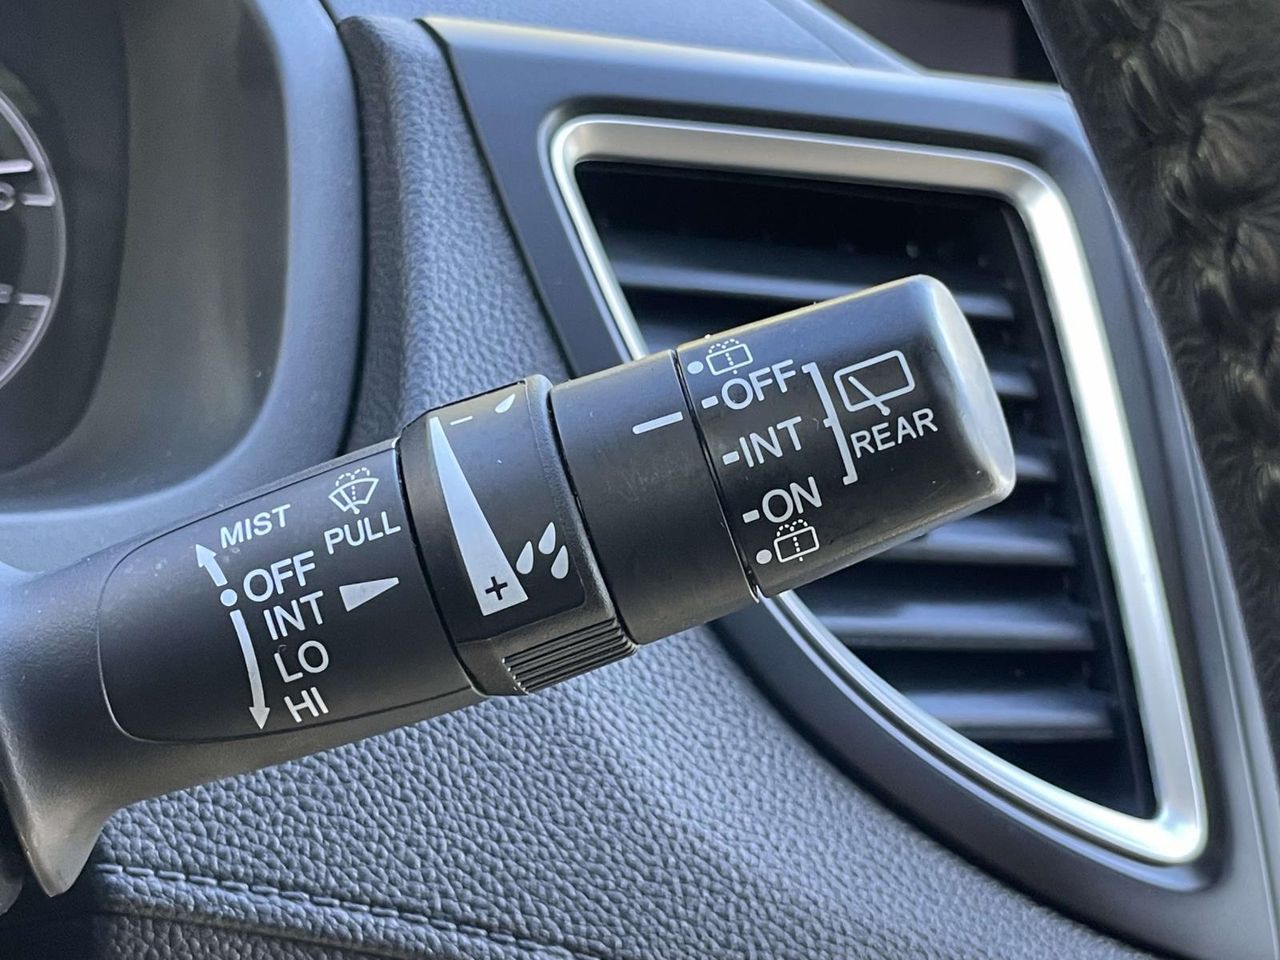 MIST
PULL
OFF
INT
LO
HI
−
+
OFF
INT
ON
REAR